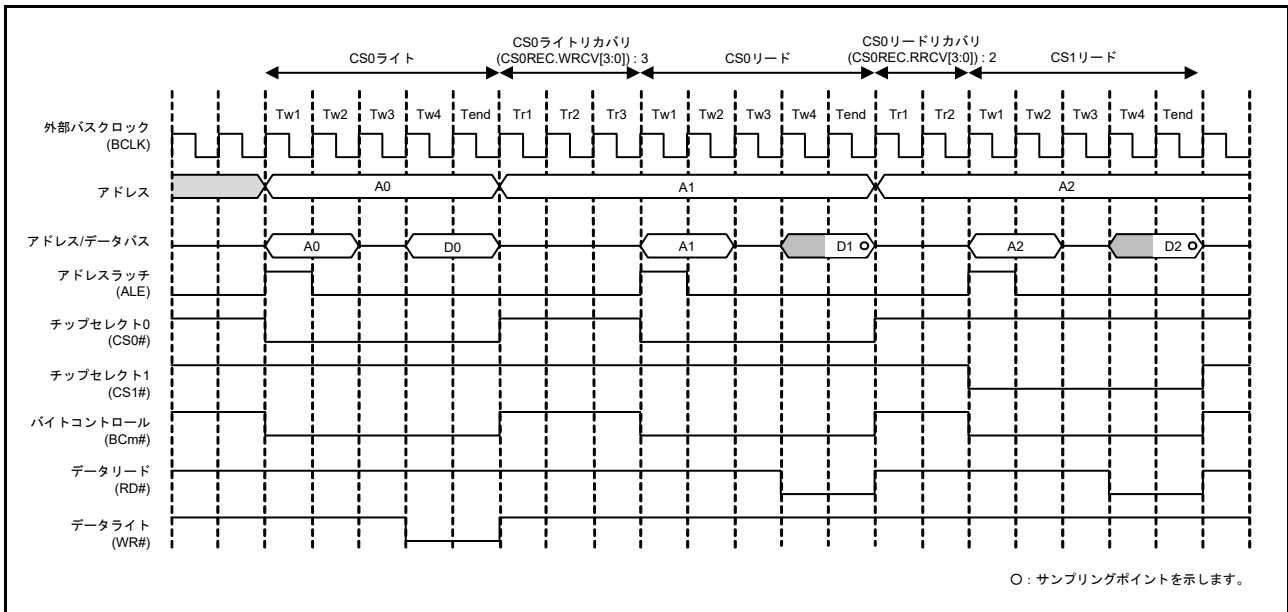 CS0ライト
CS0ライトリカバリ
(CS0REC.WRCV[3:0]) : 3
CS0リード
CS0リードリカバリ
(CS0REC.RRCV[3:0]) : 2
CS1リード
Tw1 Tw2 Tw3 Tw4 Tend Tr1 Tr2 Tr3 Tw1 Tw2 Tw3 Tw4 Tend Tr1 Tr2 Tw1 Tw2 Tw3 Tw4 Tend
外部バスクロック
(BCLK)
アドレス
A0 A1 A2
アドレス/データバス
A0 D0 A1 D1 A2 D2
アドレスラッチ
(ALE)
チップセレクト0
(CS0#)
チップセレクト1
(CS1#)
バイトコントロール
(BCm#)
データリード
(RD#)
データライト
(WR#)
○ : サンプリングポイントを示します。